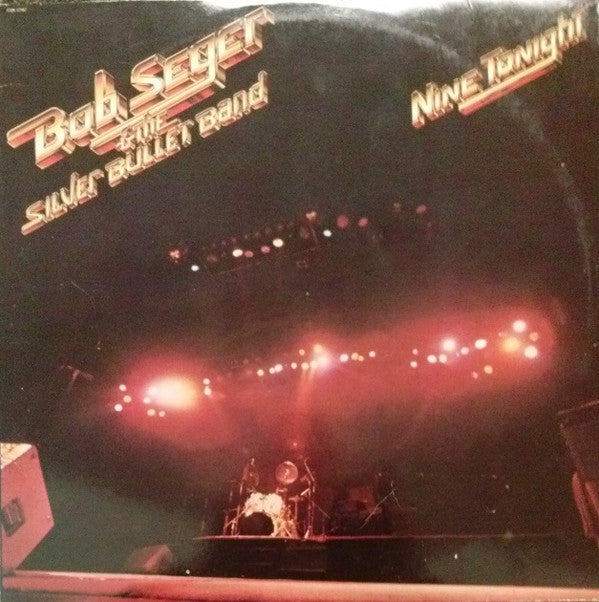 Bob Seger
& the
Silver Bullet Band
Nine Tonight